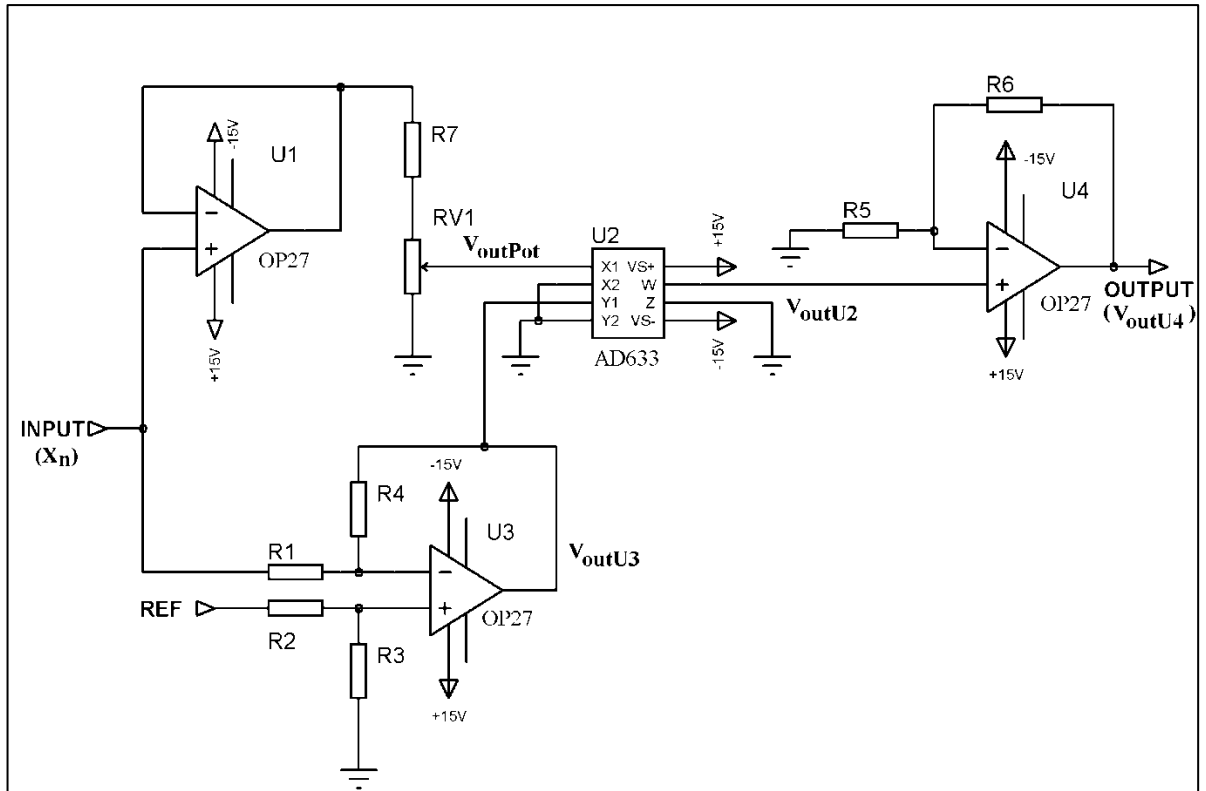 R6
R7
-15V
U1
-15V
U4
RV1
R5
VoutPot
U2
+15V
X1 VS+
X2 W
Y1 Z
Y2 VS-
OP27
OP27
OUTPUT
(VoutU4)
VoutU2
AD633
-15V
+15V
+15V
INPUT
(Xn)
-15V
R4
U3
R1
VoutU3
REF
R2
OP27
R3
+15V